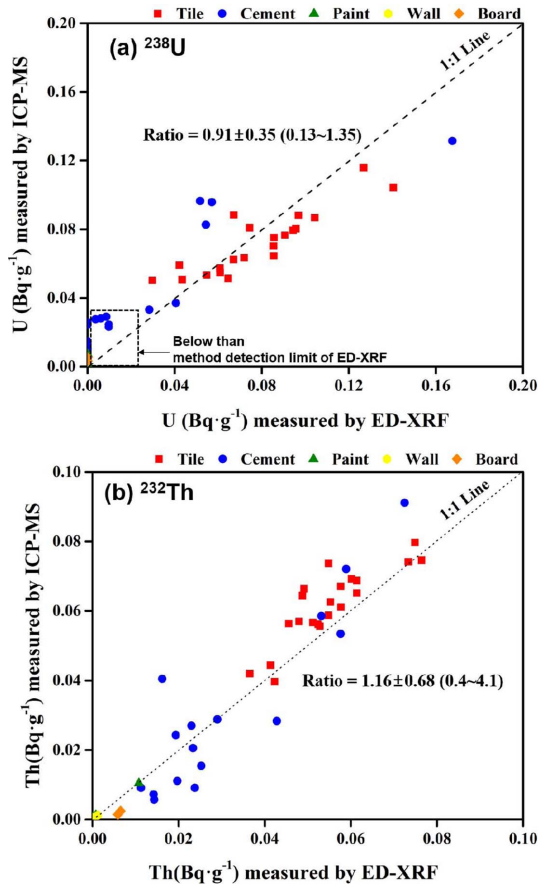 Tile Cement Paint Wall Board
(a) ²³⁸U
1:1 Line
Ratio = 0.91±0.35 (0.13~1.35)
Below than
method detection limit of ED-XRF
U (Bq·g⁻¹) measured by ICP-MS
0.20
0.16
0.12
0.08
0.04
0.00
0.00 0.04 0.08 0.12 0.16 0.20
U (Bq·g⁻¹) measured by ED-XRF
Tile Cement Paint Wall Board
(b) ²³²Th
1:1 Line
Ratio = 1.16±0.68 (0.4~4.1)
Th(Bq·g⁻¹) measured by ICP-MS
0.10
0.08
0.06
0.04
0.02
0.00
0.00 0.02 0.04 0.06 0.08 0.10
Th(Bq·g⁻¹) measured by ED-XRF